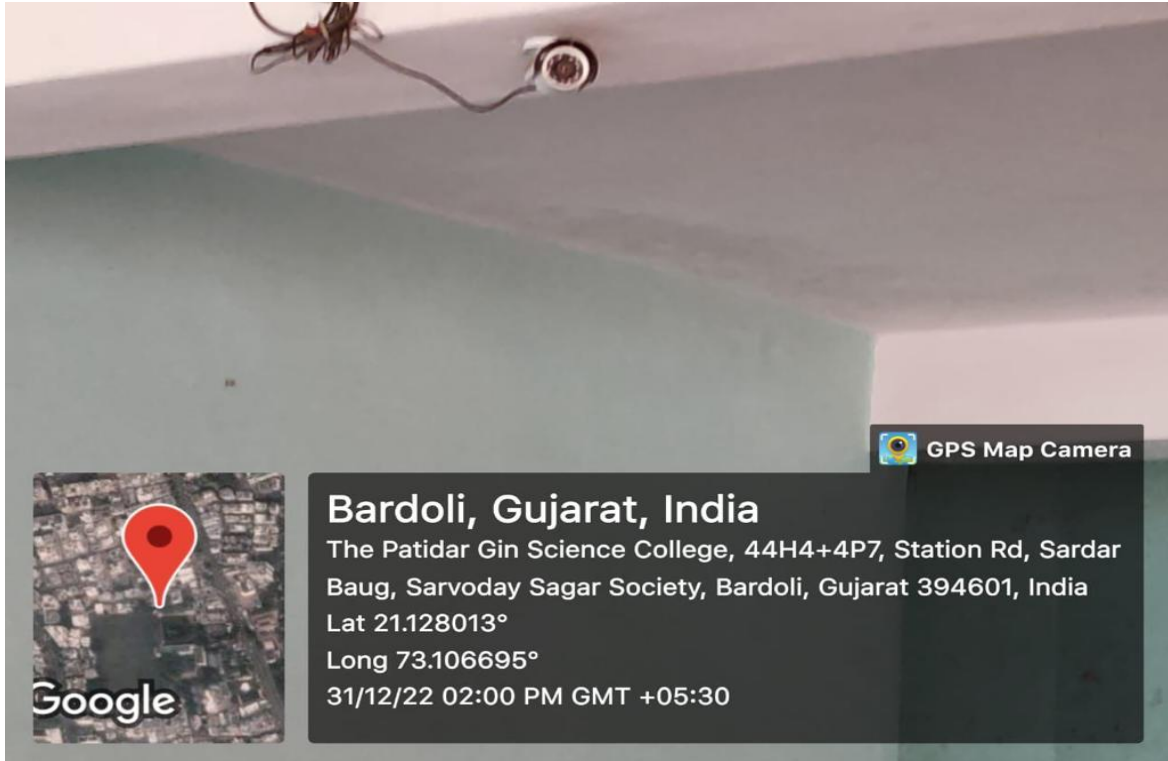 GPS Map Camera
Bardoli, Gujarat, India
The Patidar Gin Science College, 44H4+4P7, Station Rd, Sardar
Baug, Sarvoday Sagar Society, Bardoli, Gujarat 394601, India
Lat 21.128013°
Long 73.106695°
31/12/22 02:00 PM GMT +05:30
Google